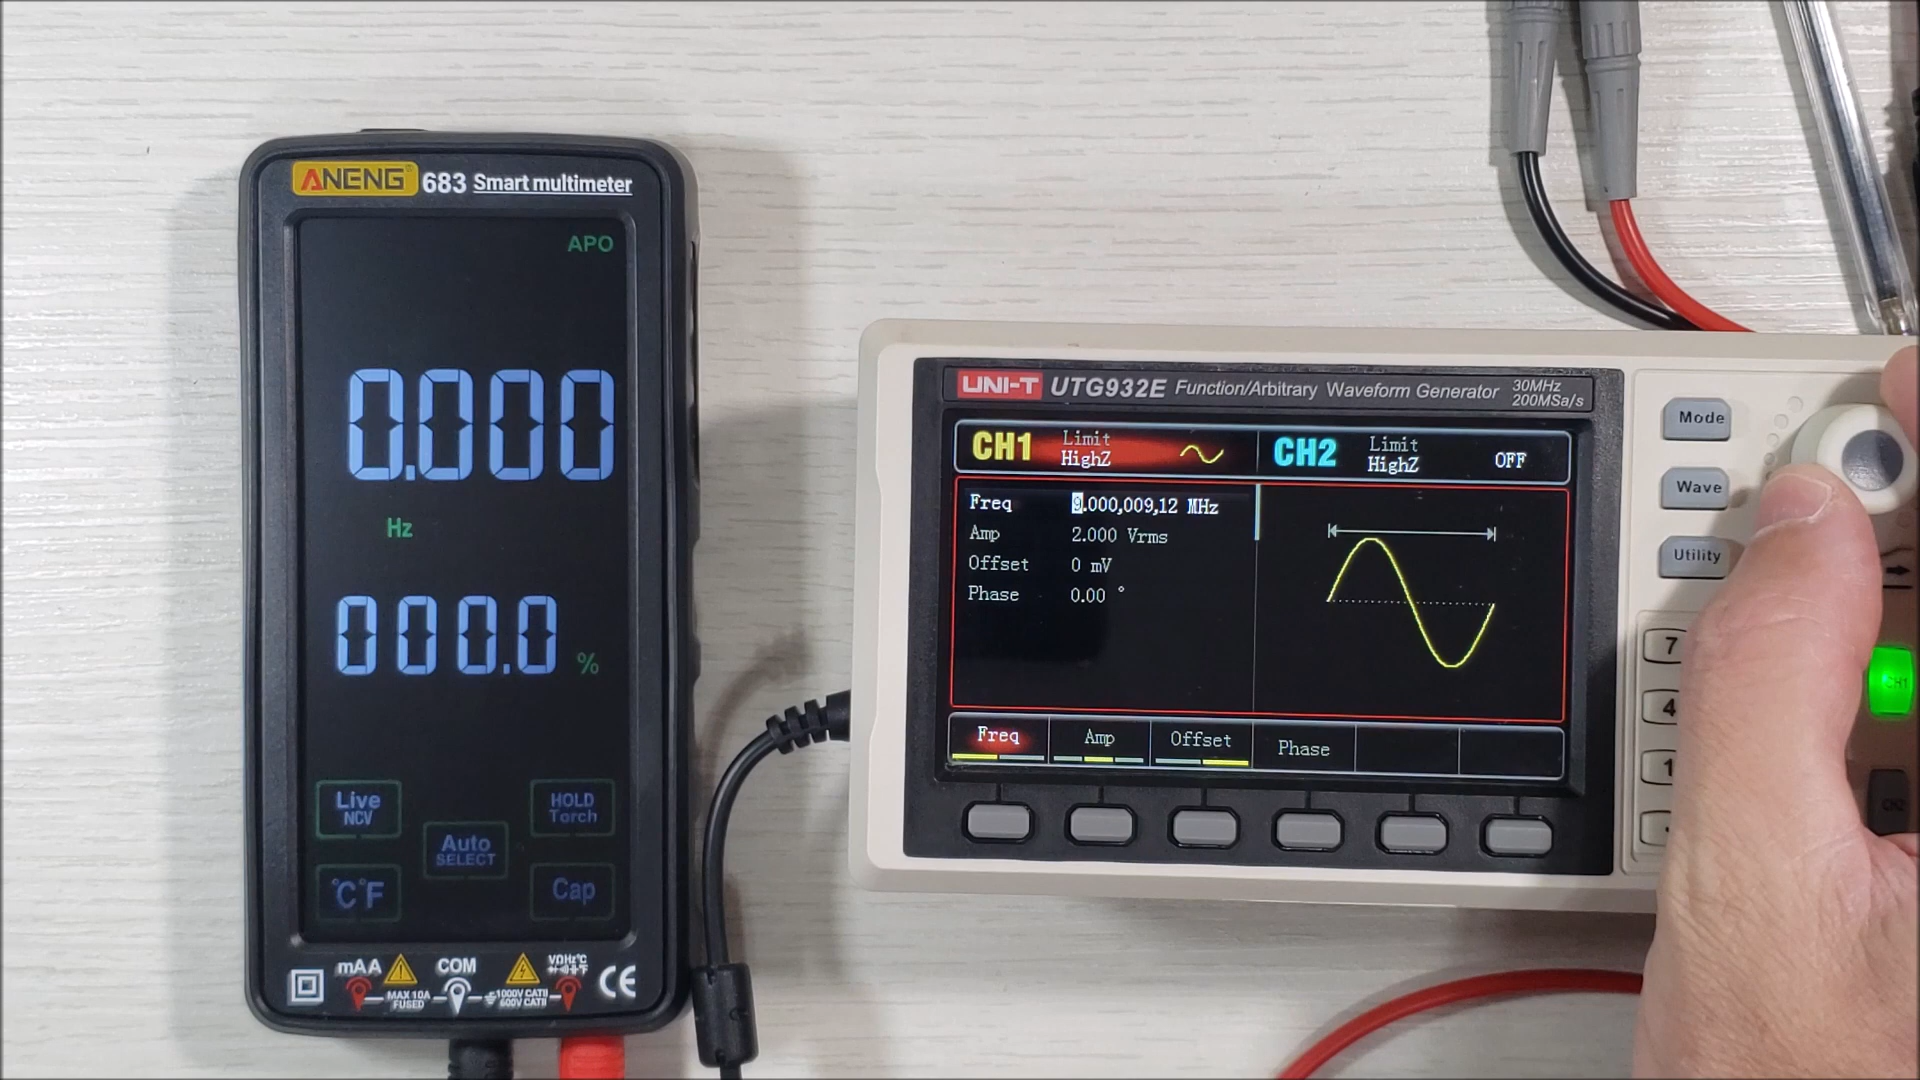 ANENG 683 Smart multimeter
APO
0.000
Hz
000.0 %
Live
NCV
HOLD
Torch
Auto
SELECT
°C°F
Cap
mAA
COM
VΩHz°C
MAX 10A
FUSED
1000V CATII
600V CATIII
CE
UNI-T UTG932E Function/Arbitrary Waveform Generator 30MHz
200MSa/s
CH1 Limit
HighZ
CH2 Limit
HighZ OFF
Freq 9.000,009,12 MHz
Amp 2.000 Vrms
Offset 0 mV
Phase 0.00 °
Freq Amp Offset Phase
Mode
Wave
Utility
7
4
1
.
CH1